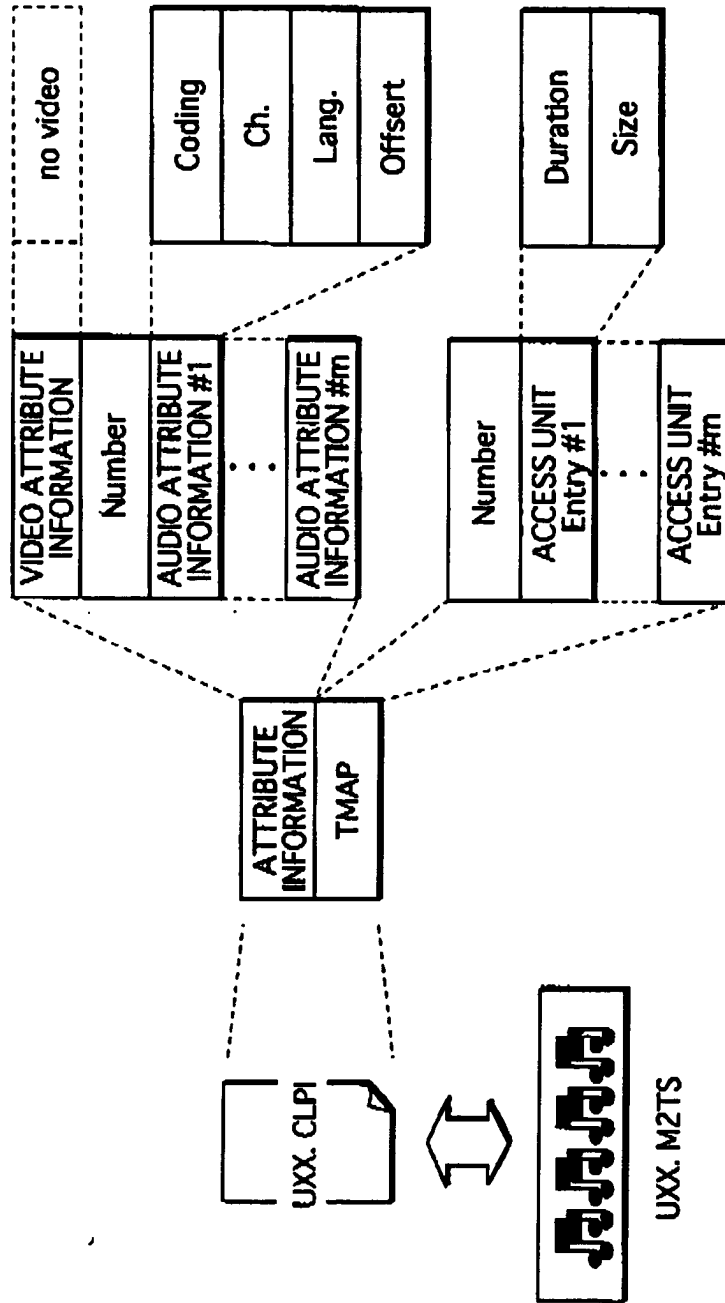 UXX. CLPI
UXX. M2TS
ATTRIBUTE
INFORMATION
TMAP
VIDEO ATTRIBUTE
INFORMATION
Number
AUDIO ATTRIBUTE
INFORMATION #1
AUDIO ATTRIBUTE
INFORMATION #m
Number
ACCESS UNIT
Entry #1
ACCESS UNIT
Entry #m
no video
Coding
Ch.
Lang.
Offsert
Duration
Size